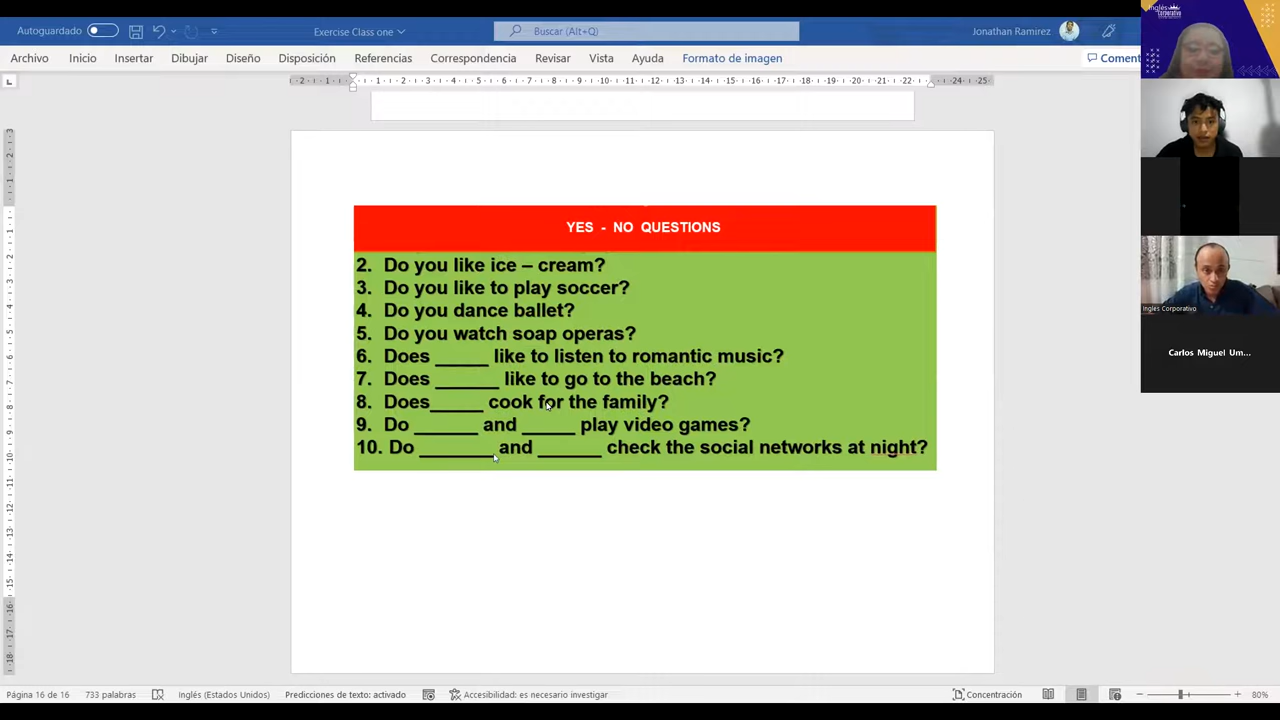 Autoguardado
Exercise Class one
Buscar (Alt+Q)
Jonathan Ramirez
Archivo Inicio Insertar Dibujar Diseño Disposición Referencias Correspondencia Revisar Vista Ayuda Formato de imagen Coment
YES - NO QUESTIONS
2. Do you like ice – cream?
3. Do you like to play soccer?
4. Do you dance ballet?
5. Do you watch soap operas?
6. Does _____ like to listen to romantic music?
7. Does ______ like to go to the beach?
8. Does_____ cook for the family?
9. Do ______ and _____ play video games?
10. Do _______ and ______ check the social networks at night?
Inglés Corporativo
Inglés Corporativo
Carlos Miguel Um...
Página 16 de 16 733 palabras inglés (Estados Unidos) Predicciones de texto: activado Accesibilidad: es necesario investigar Concentración 80%